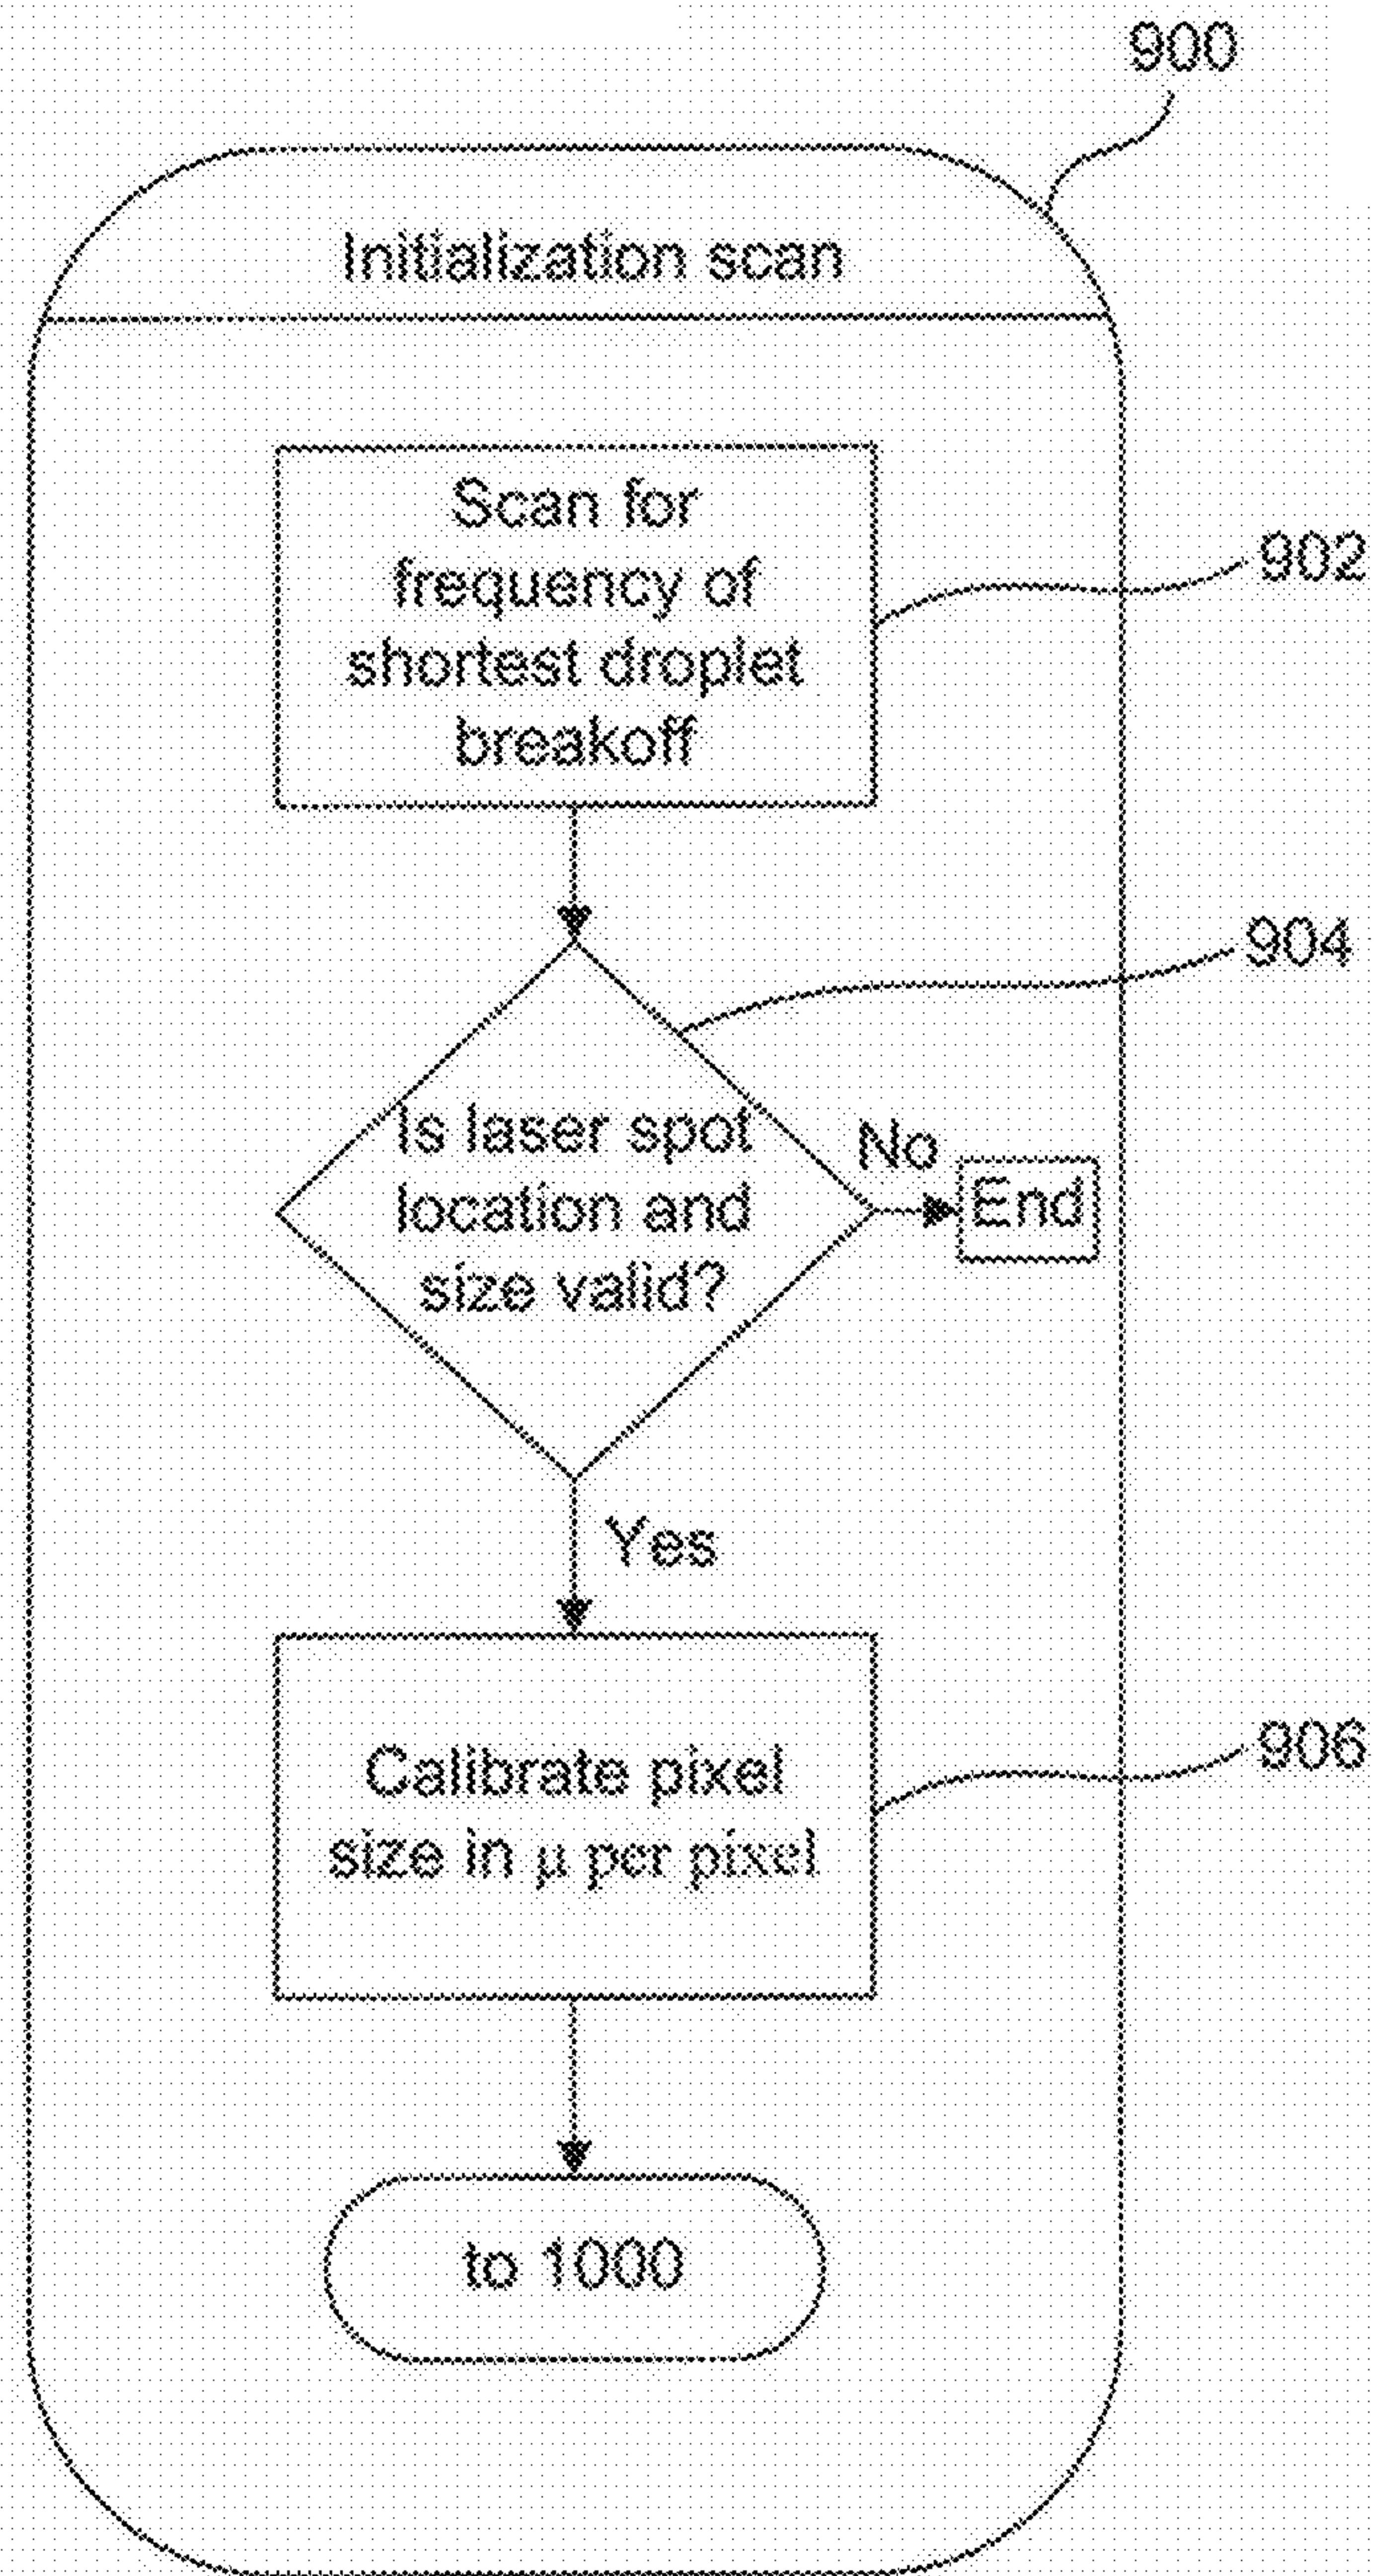 900
Initialization scan
Scan for
frequency of
shortest droplet
breakoff
902
904
Is laser spot
location and
size valid?
No
End
Yes
Calibrate pixel
size in μ per pixel
906
to 1000